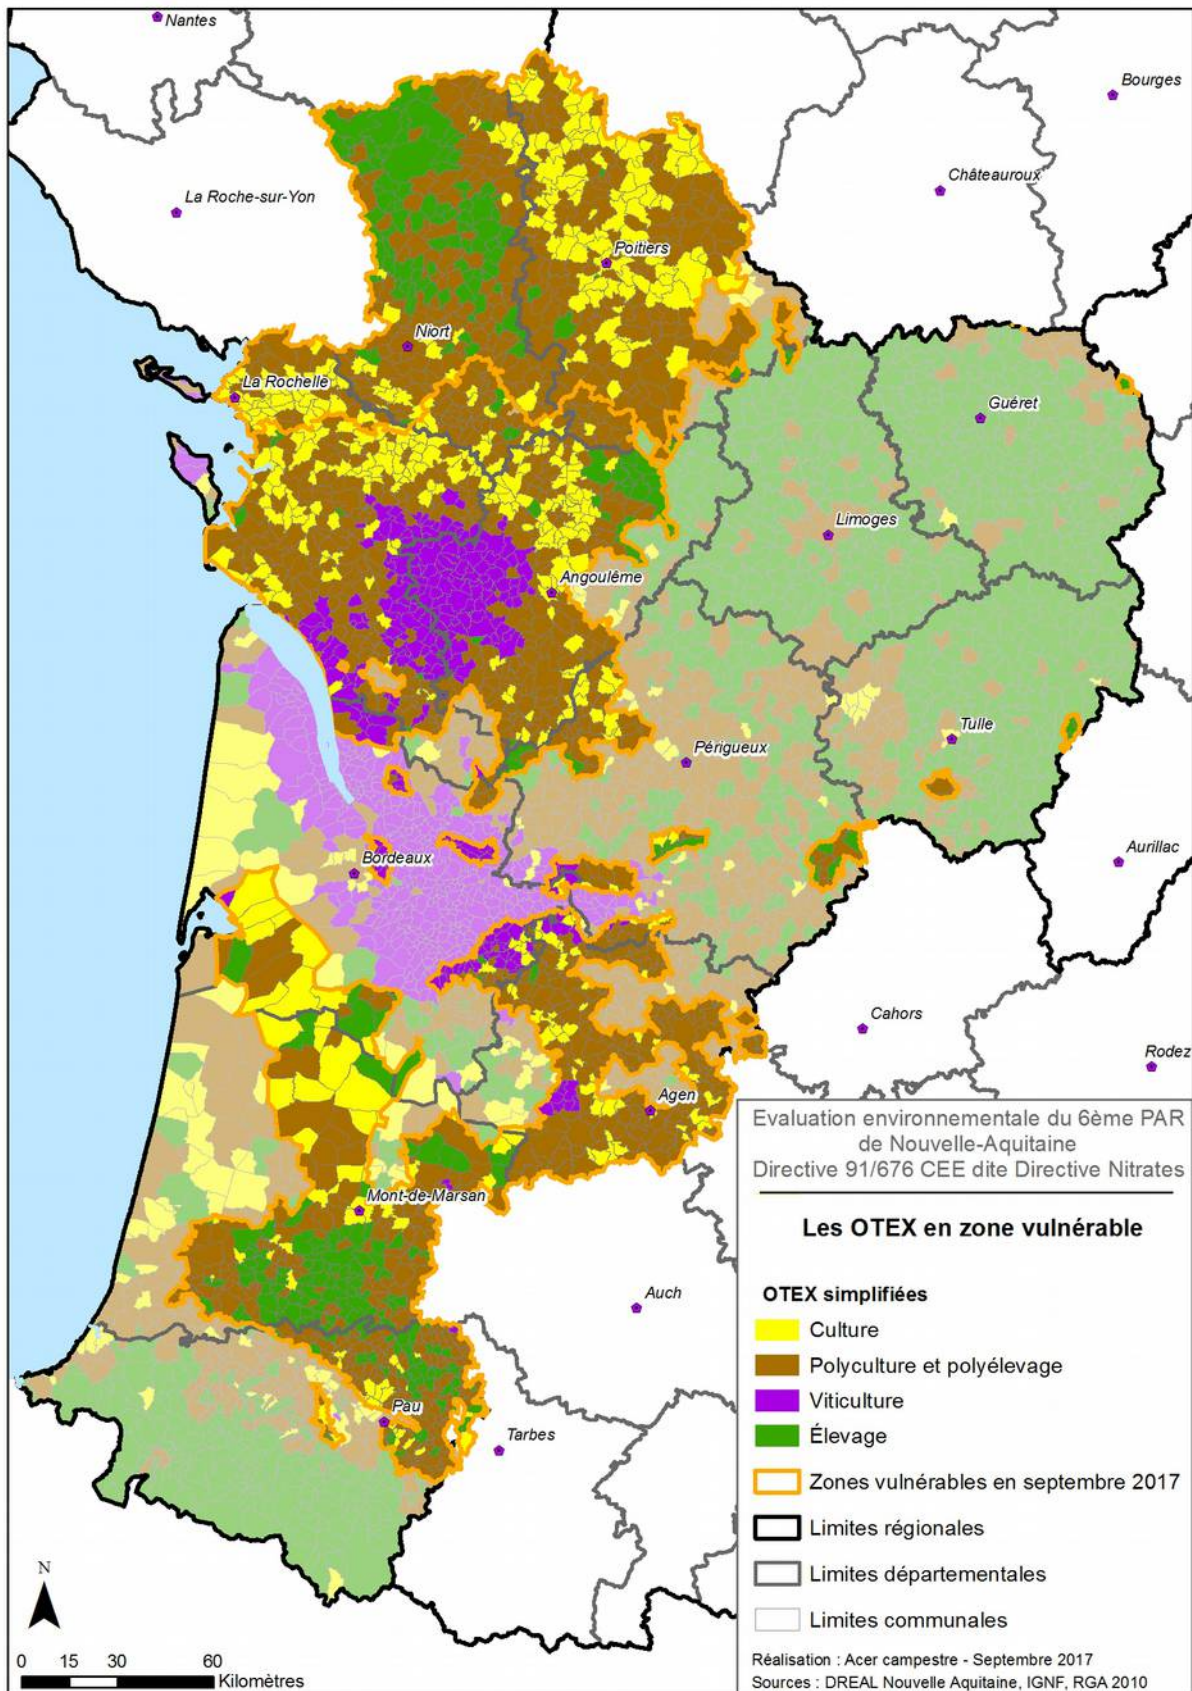 Nantes
Bourges
Châteauroux
La Roche-sur-Yon
Poitiers
Niort
La Rochelle
Guéret
Limoges
Angoulême
Tulle
Périgueux
Aurillac
Bordeaux
Cahors
Rodez
Agen
Mont-de-Marsan
Auch
Pau
Tarbes
Evaluation environnementale du 6ème PAR
de Nouvelle-Aquitaine
Directive 91/676 CEE dite Directive Nitrates
Les OTEX en zone vulnérable
OTEX simplifiées
Culture
Polyculture et polyélevage
Viticulture
Élevage
Zones vulnérables en septembre 2017
Limites régionales
Limites départementales
Limites communales
Réalisation : Acer campestre - Septembre 2017
Sources : DREAL Nouvelle Aquitaine, IGNF, RGA 2010
N
0 15 30 60
Kilomètres